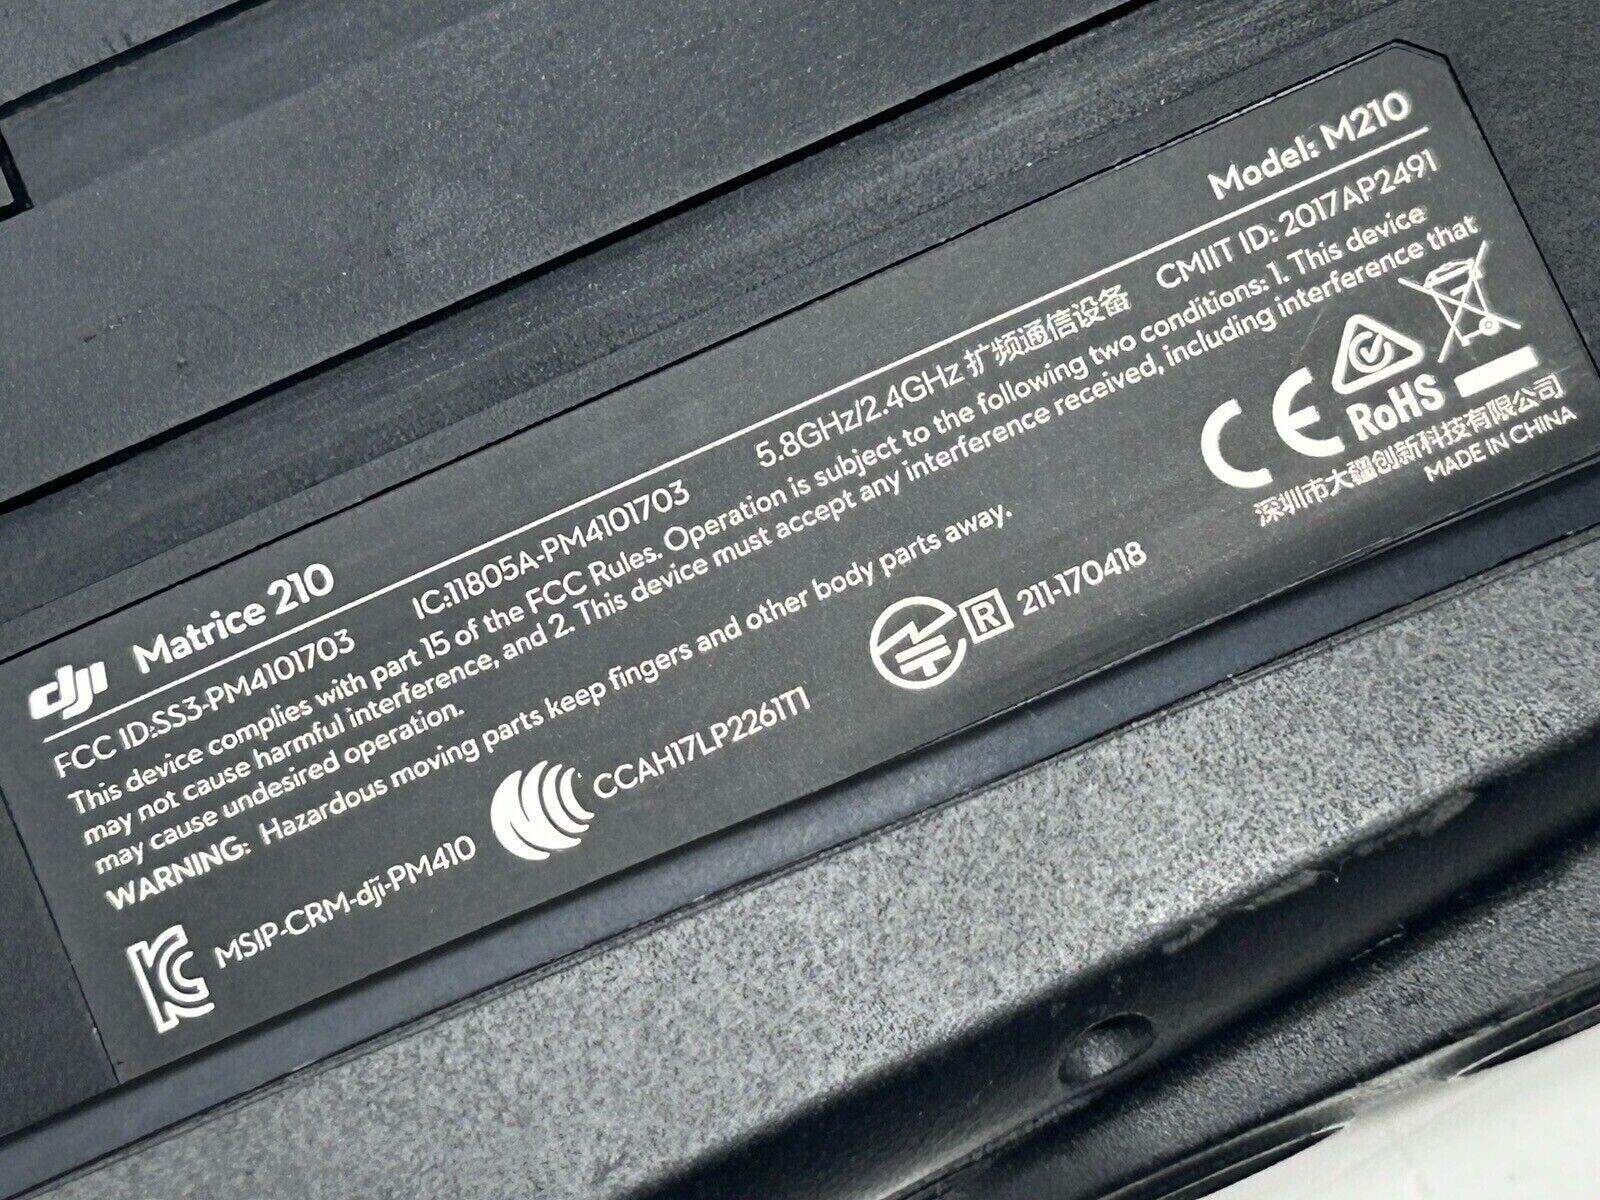 dji Matrice 210 Model: M210
FCC ID:SS3-PM4101703 IC:11805A-PM4101703 5.8GHz/2.4GHz 扩频通信设备 CMIIT ID: 2017AP2491
This device complies with part 15 of the FCC Rules. Operation is subject to the following two conditions: 1. This device
may not cause harmful interference, and 2. This device must accept any interference received, including interference that
may cause undesired operation.
WARNING: Hazardous moving parts keep fingers and other body parts away.
MSIP-CRM-dji-PM410 CCAH17LP2261T1 R 211-170418
CE RoHS
深圳市大疆创新科技有限公司
MADE IN CHINA